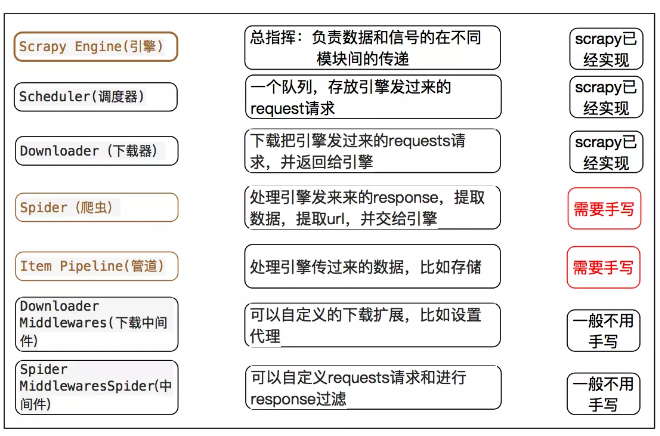 Scrapy Engine(引擎)
总指挥：负责数据和信号的在不同
模块间的传递
scrapy已
经实现
Scheduler(调度器)
一个队列，存放引擎发过来的
request请求
scrapy已
经实现
Downloader（下载器）
下载把引擎发过来的requests请
求，并返回给引擎
scrapy已
经实现
Spider（爬虫）
处理引擎发来来的response，提取
数据，提取url，并交给引擎
需要手写
Item Pipeline(管道)
处理引擎传过来的数据，比如存储
需要手写
Downloader
Middlewares(下载中间
件)
可以自定义的下载扩展，比如设置
代理
一般不用
手写
Spider
MiddlewaresSpider(中
间件)
可以自定义requests请求和进行
response过滤
一般不用
手写